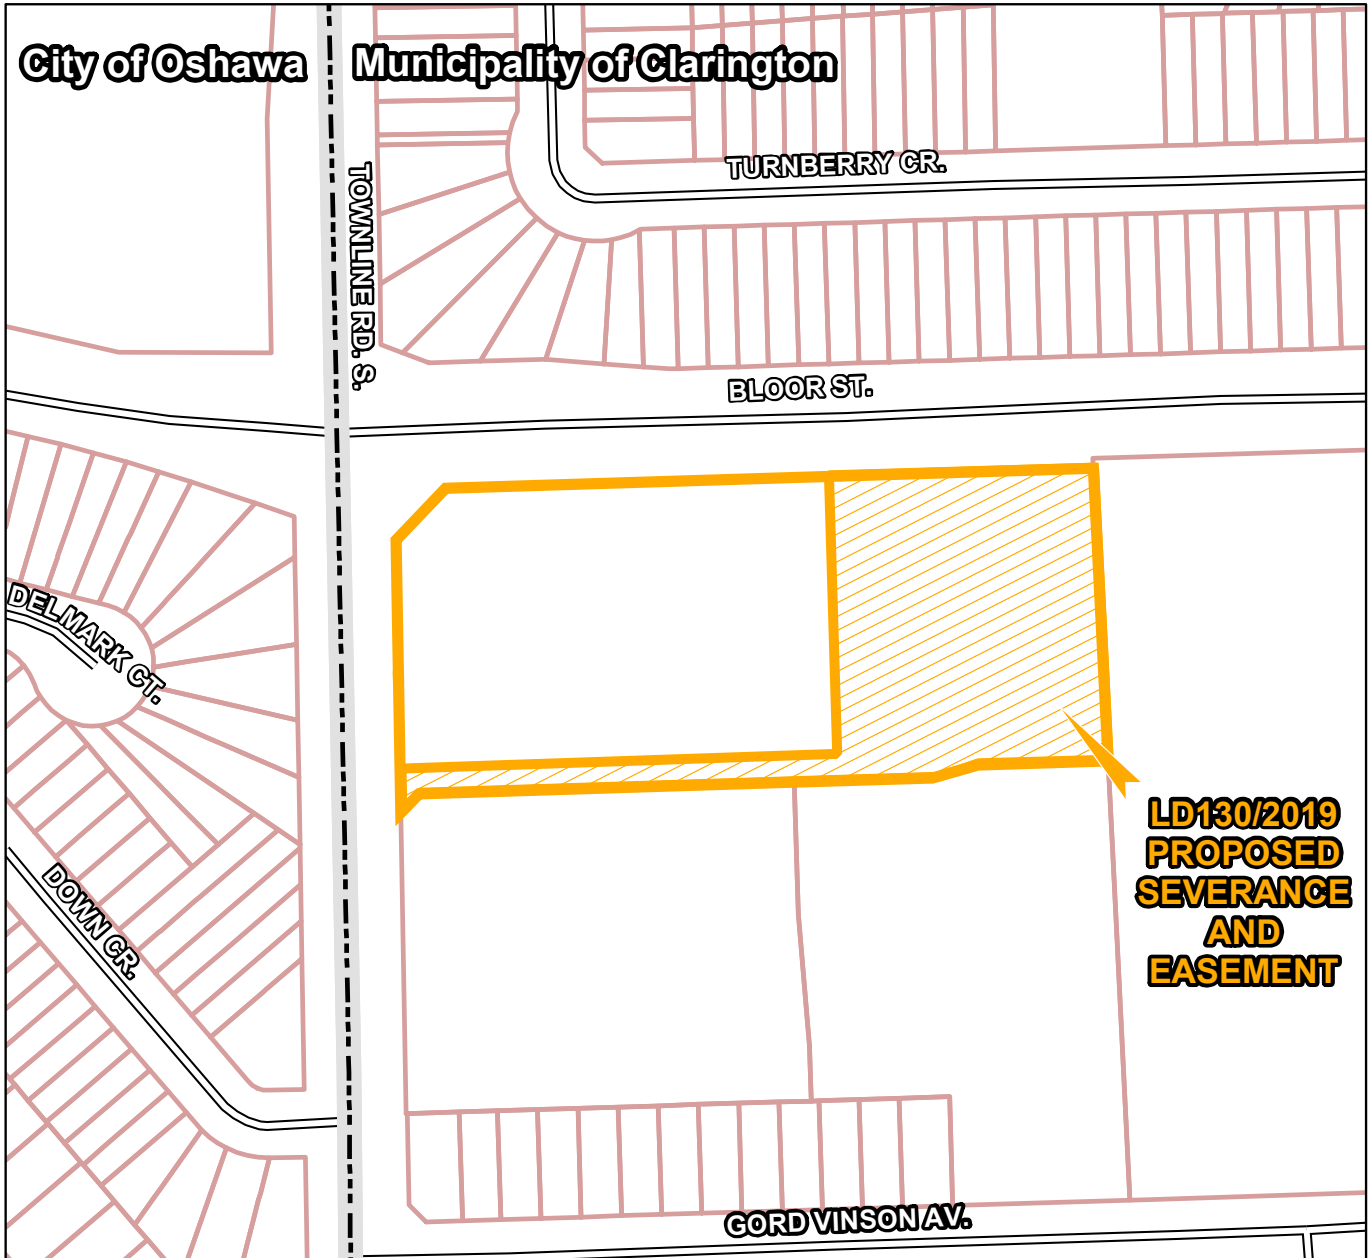 City of Oshawa
Municipality of Clarington
TURNBERRY CR.
TOWNLINE RD. S.
BLOOR ST.
DELMARK CT.
LD130/2019
PROPOSED
SEVERANCE
AND
EASEMENT
DOWN CR.
GORD VINSON AV.